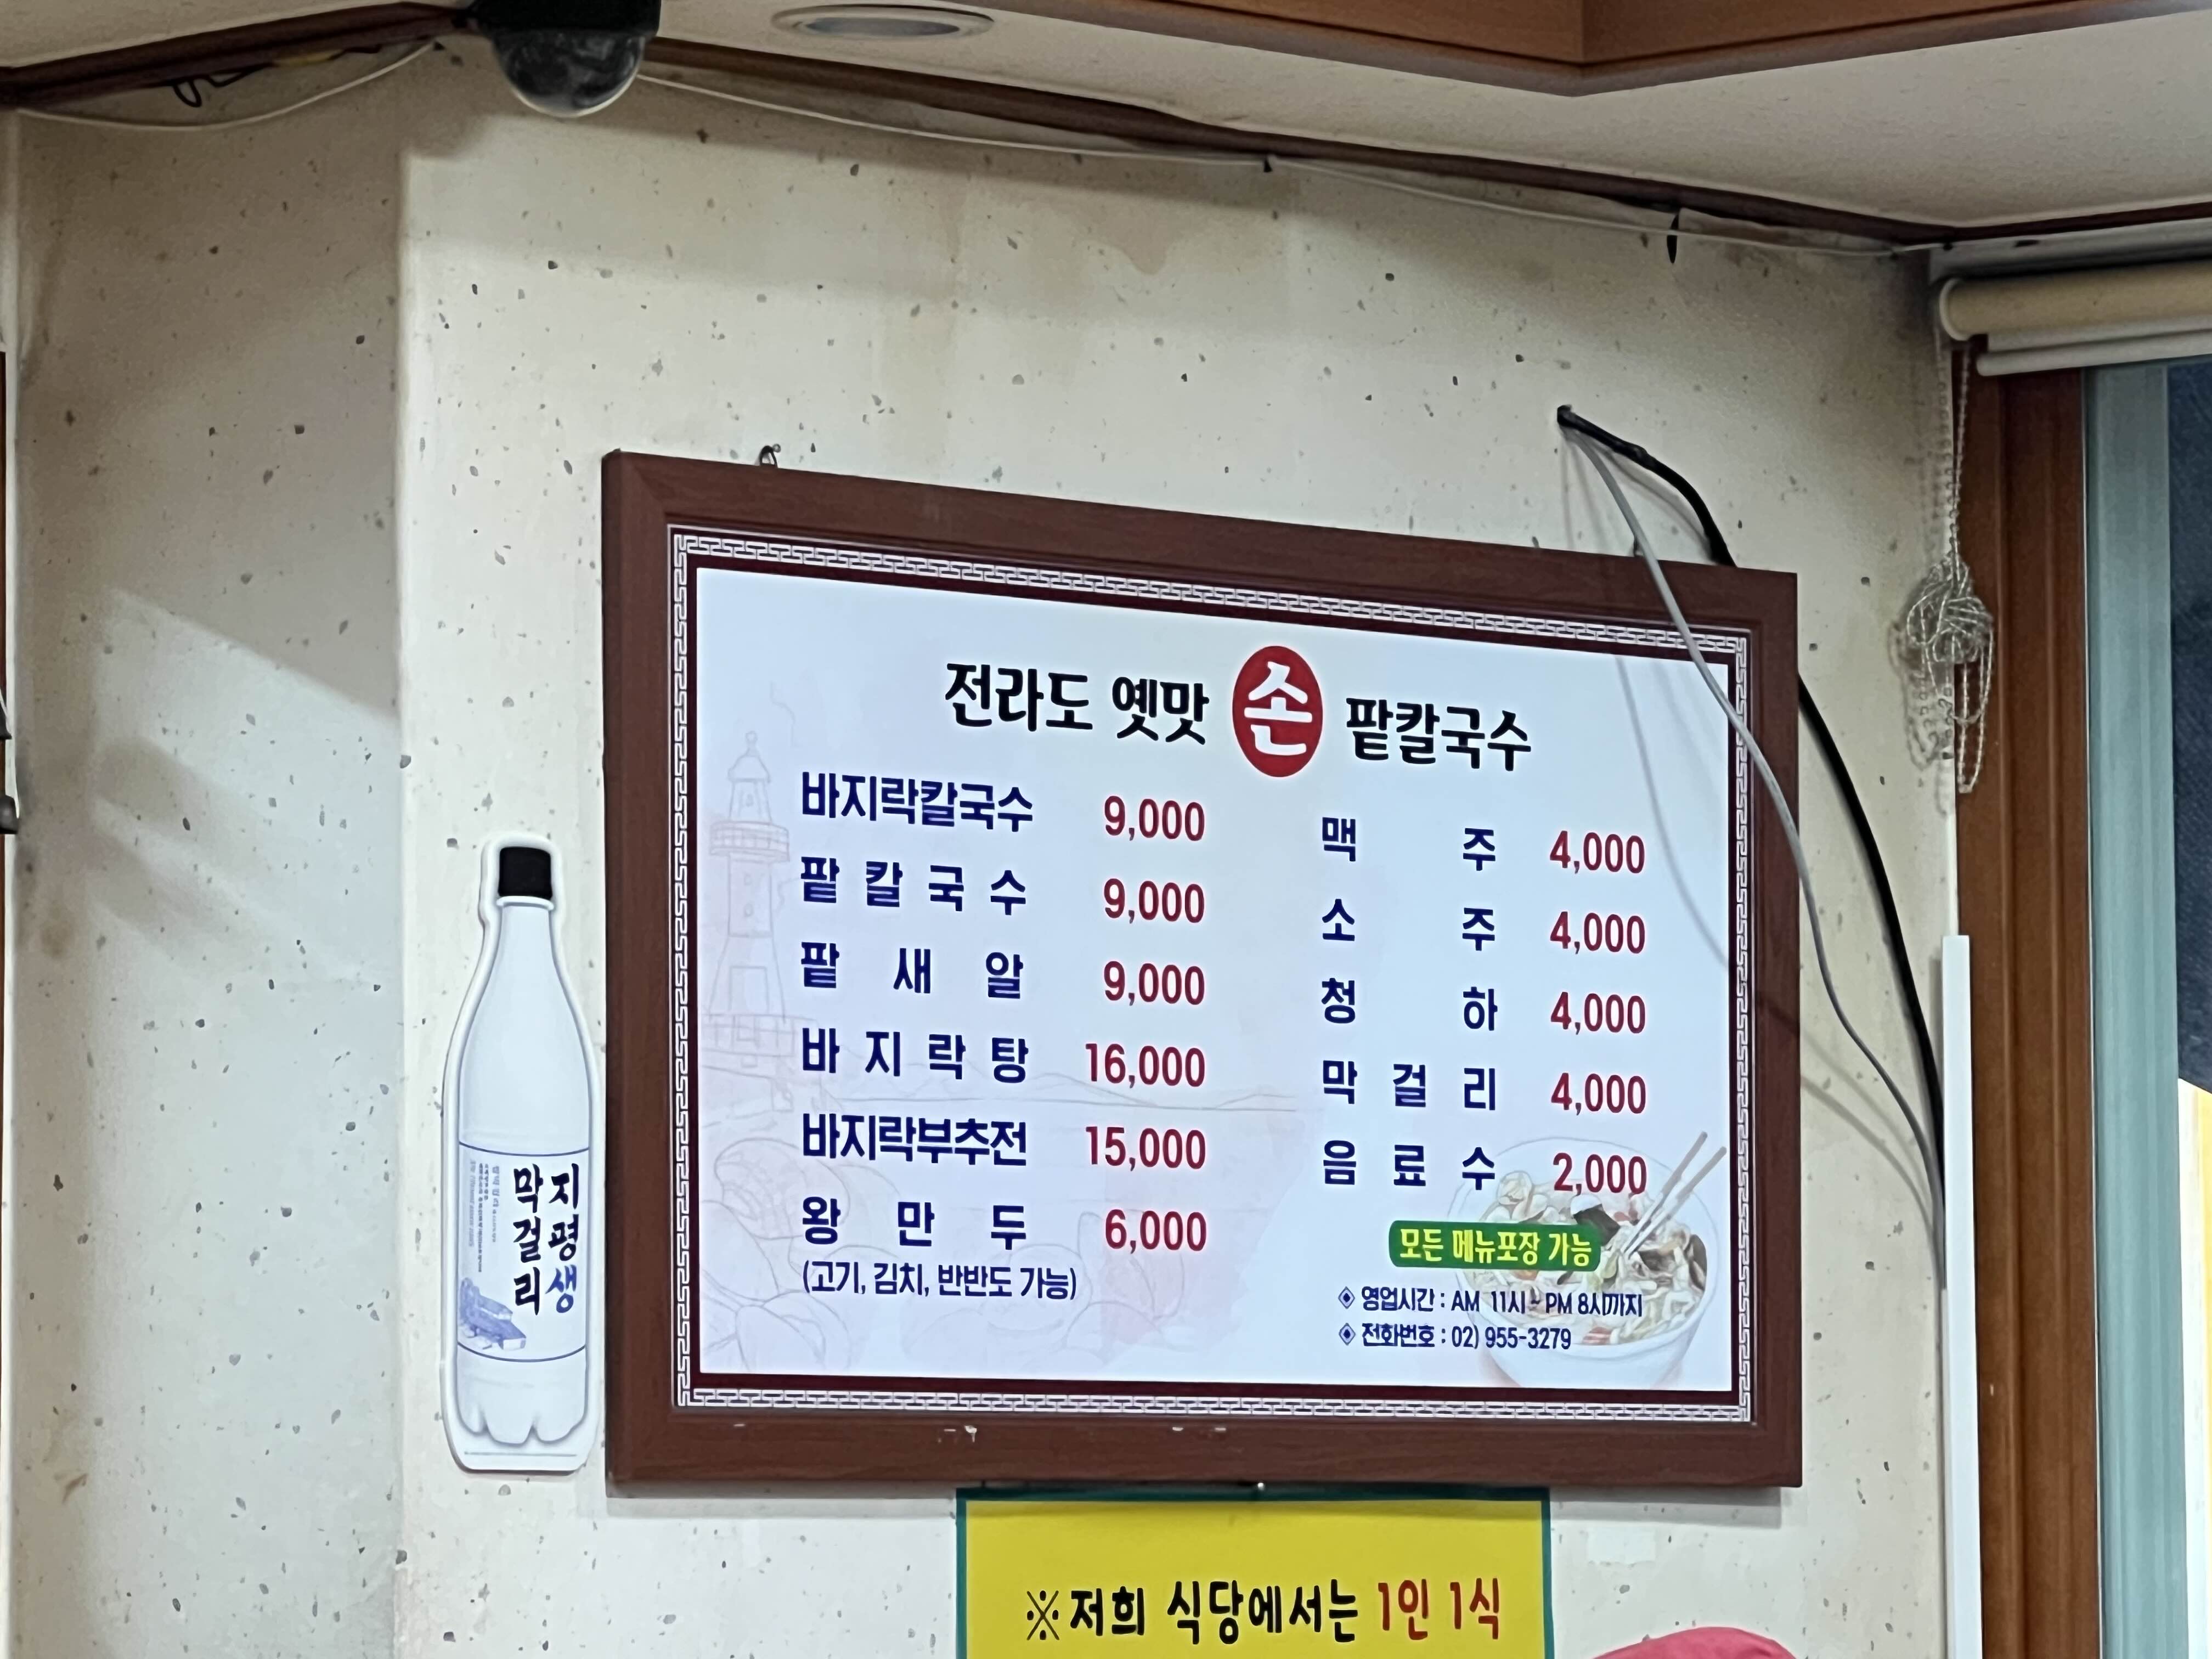 전라도 옛맛 손 팥칼국수
바지락칼국수 9,000
팥칼국수 9,000
팥새알 9,000
바지락탕 16,000
바지락부추전 15,000
왕만두 6,000
(고기, 김치, 반반도 가능)
맥주 4,000
소주 4,000
청하 4,000
막걸리 4,000
음료수 2,000
모든 메뉴포장 가능
영업시간 : AM 11시~PM 8시까지
전화번호 : 02) 955-3279
지평생
막걸리
※저희 식당에서는 1인 1식